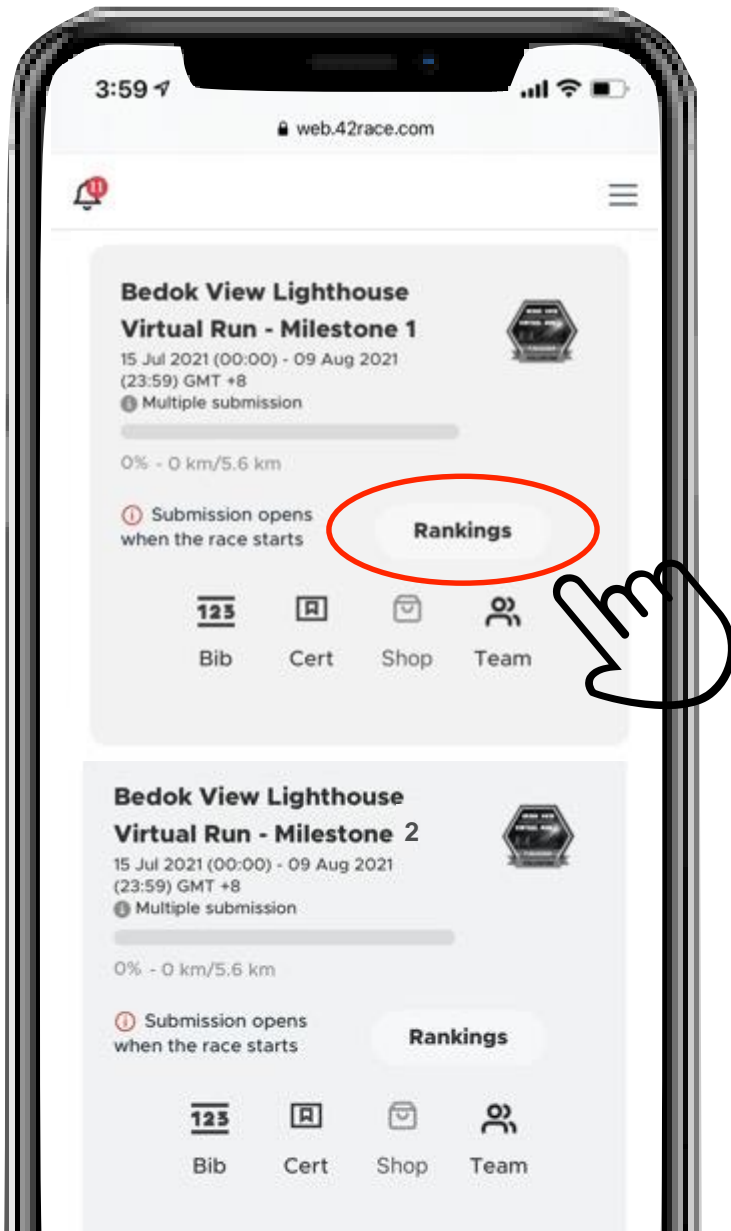 3:59
web.42race.com
11
Bedok View Lighthouse
Virtual Run - Milestone 1
15 Jul 2021 (00:00) - 09 Aug 2021
(23:59) GMT +8
Multiple submission
0% - 0 km/5.6 km
Submission opens
when the race starts
Rankings
123
Bib Cert Shop Team
Bedok View Lighthouse
Virtual Run - Milestone 2
15 Jul 2021 (00:00) - 09 Aug 2021
(23:59) GMT +8
Multiple submission
0% - 0 km/5.6 km
Submission opens
when the race starts
Rankings
123
Bib Cert Shop Team